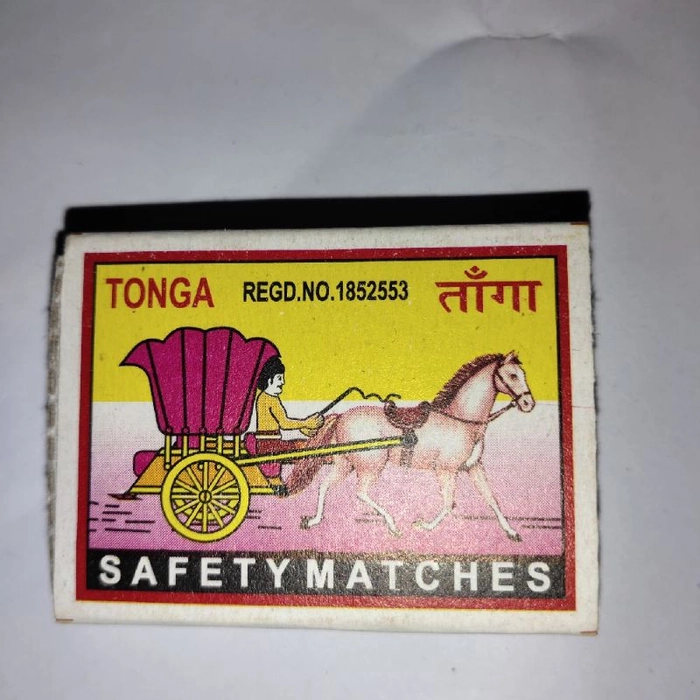 TONGA REGD.NO.1852553 ताँगा
SAFETY MATCHES